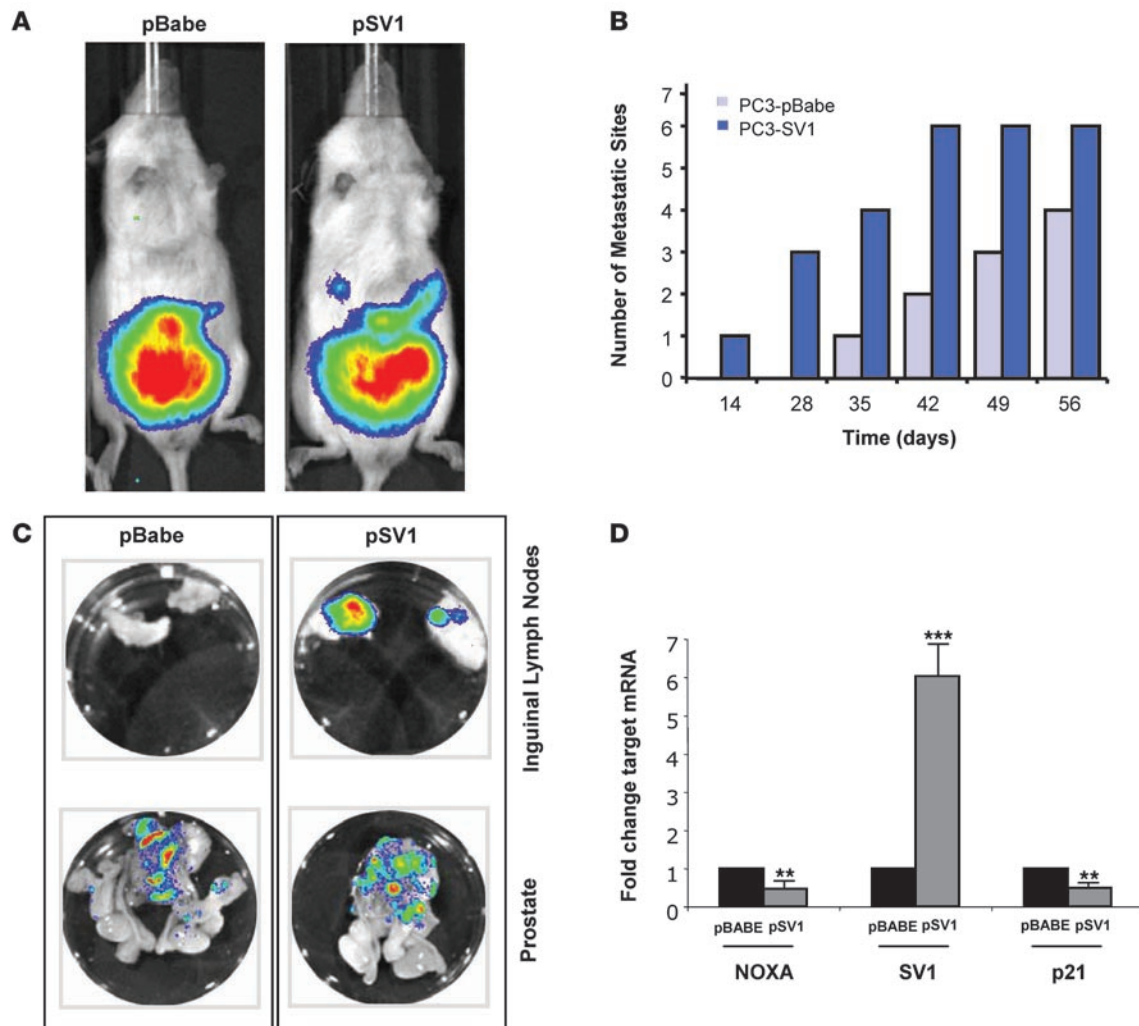 A
pBabe
pSV1
B
7
6
5
4
3
2
1
0
Number of Metastatic Sites
PC3-pBabe
PC3-SV1
14 28 35 42 49 56
Time (days)
C
pBabe
pSV1
Inguinal Lymph Nodes
Prostate
D
7
6
5
4
3
2
1
0
Fold change target mRNA
**
***
**
pBABE pSV1 pBABE pSV1 pBABE pSV1
NOXA SV1 p21